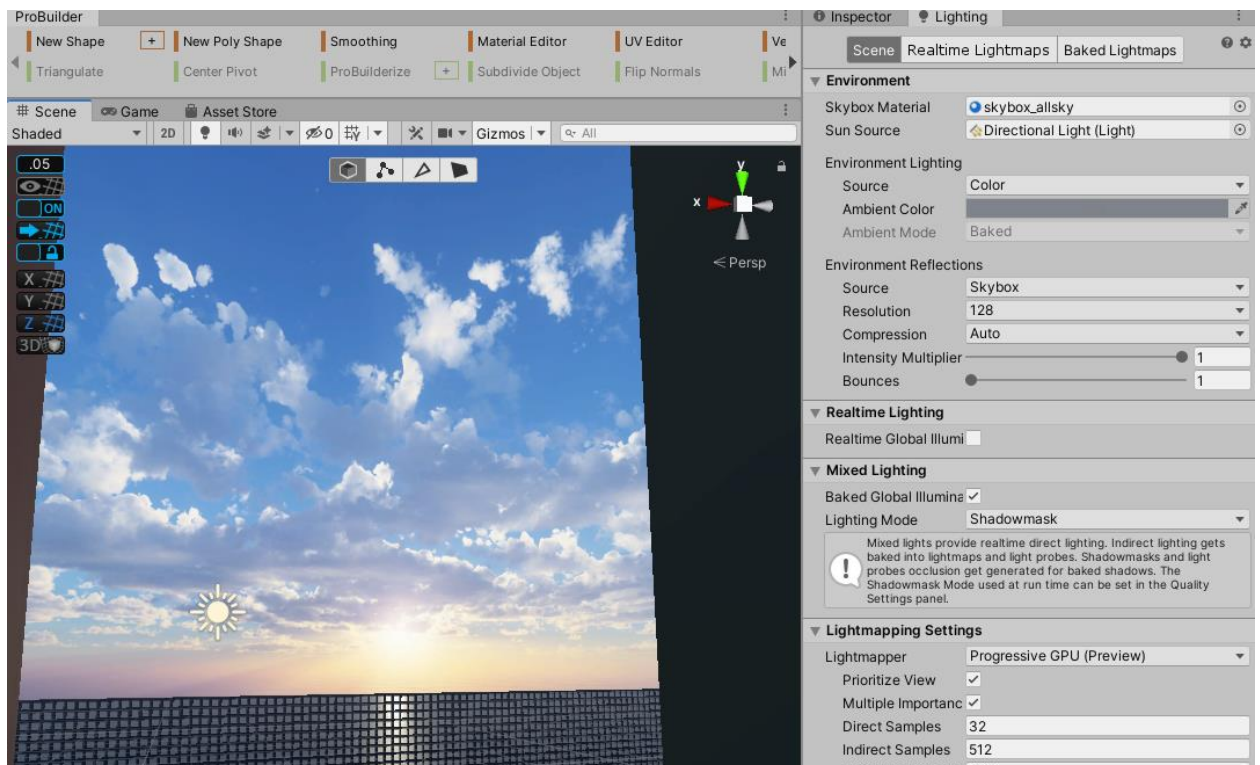 ProBuilder
New Shape + New Poly Shape Smoothing Material Editor UV Editor Ve
Triangulate Center Pivot ProBuilderize + Subdivide Object Flip Normals Mi
Scene Game Asset Store
Shaded 2D 0 Gizmos All
.05
ON
X
Y
Z
3D
y
x
Persp
Inspector Lighting
Scene Realtime Lightmaps Baked Lightmaps
Environment
Skybox Material skybox_allsky
Sun Source Directional Light (Light)
Environment Lighting
Source Color
Ambient Color
Ambient Mode Baked
Environment Reflections
Source Skybox
Resolution 128
Compression Auto
Intensity Multiplier 1
Bounces 1
Realtime Lighting
Realtime Global Illumi
Mixed Lighting
Baked Global Illumina
Lighting Mode Shadowmask
Mixed lights provide realtime direct lighting. Indirect lighting gets
baked into lightmaps and light probes. Shadowmasks and light
probes occlusion get generated for baked shadows. The
Shadowmask Mode used at run time can be set in the Quality
Settings panel.
Lightmapping Settings
Lightmapper Progressive GPU (Preview)
Prioritize View
Multiple Importanc
Direct Samples 32
Indirect Samples 512